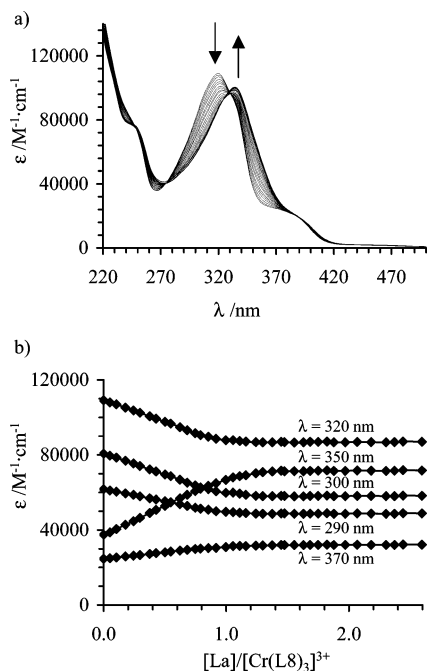 a)
120000
80000
40000
0
ε /M⁻¹·cm⁻¹
220 270 320 370 420 470
λ /nm
b)
120000
80000
40000
0
ε /M⁻¹·cm⁻¹
λ = 320 nm
λ = 350 nm
λ = 300 nm
λ = 290 nm
λ = 370 nm
0.0 1.0 2.0
[La]/[Cr(L8)₃]³⁺